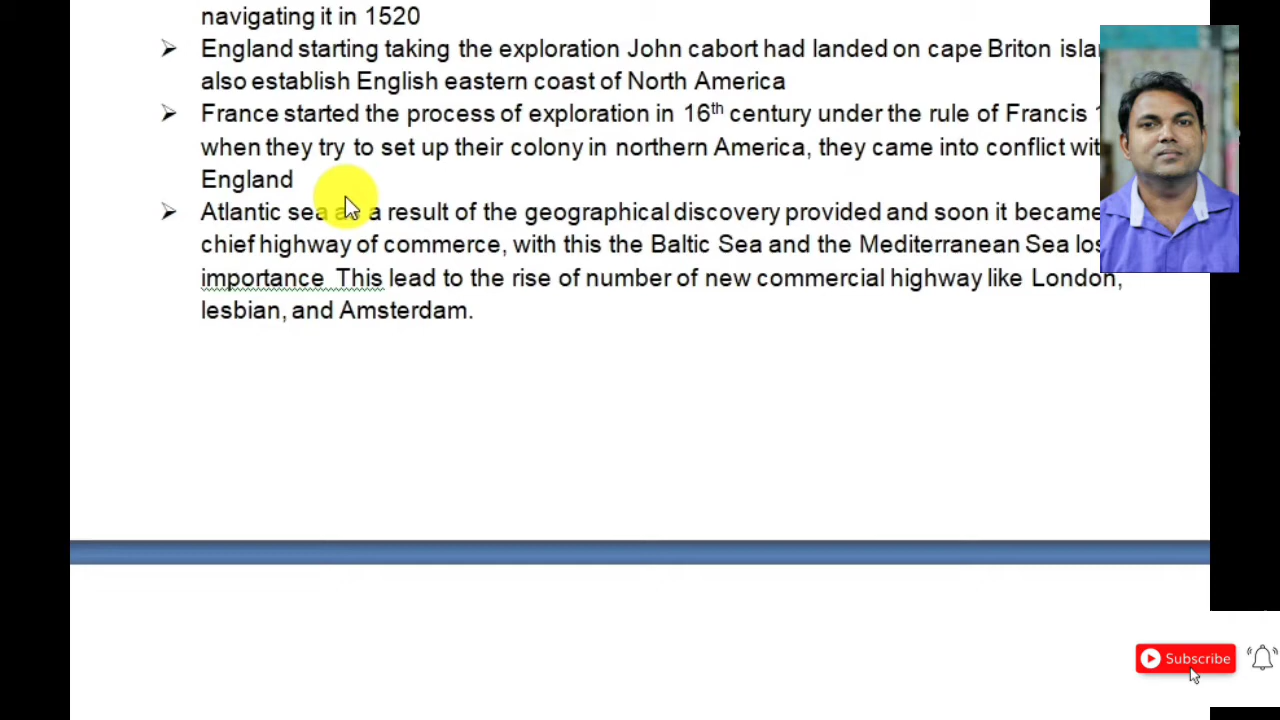 navigating it in 1520
➢ England starting taking the exploration John cabort had landed on cape Briton
also establish English eastern coast of North America
➢ France started the process of exploration in 16th century under the rule of Francis
when they try to set up their colony in northern America, they came into conflict
England
➢ Atlantic sea as a result of the geographical discovery provided and soon it became
chief highway of commerce, with this the Baltic Sea and the Mediterranean Sea
importance This lead to the rise of number of new commercial highway like London,
lesbian, and Amsterdam.
Subscribe